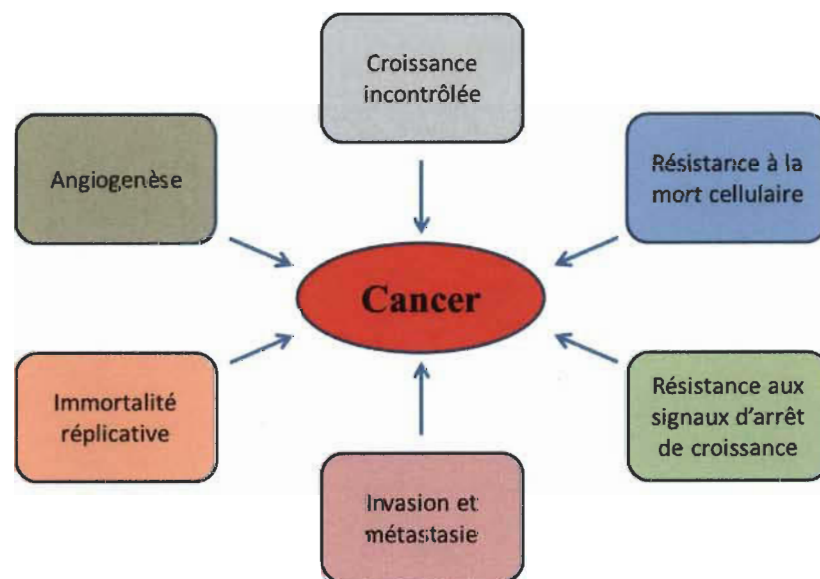 Croissance
incontrôlée
Angiogenèse
Résistance à la
mort cellulaire
Cancer
Immortalité
réplicative
Résistance aux
signaux d'arrêt
de croissance
Invasion et
métastasie